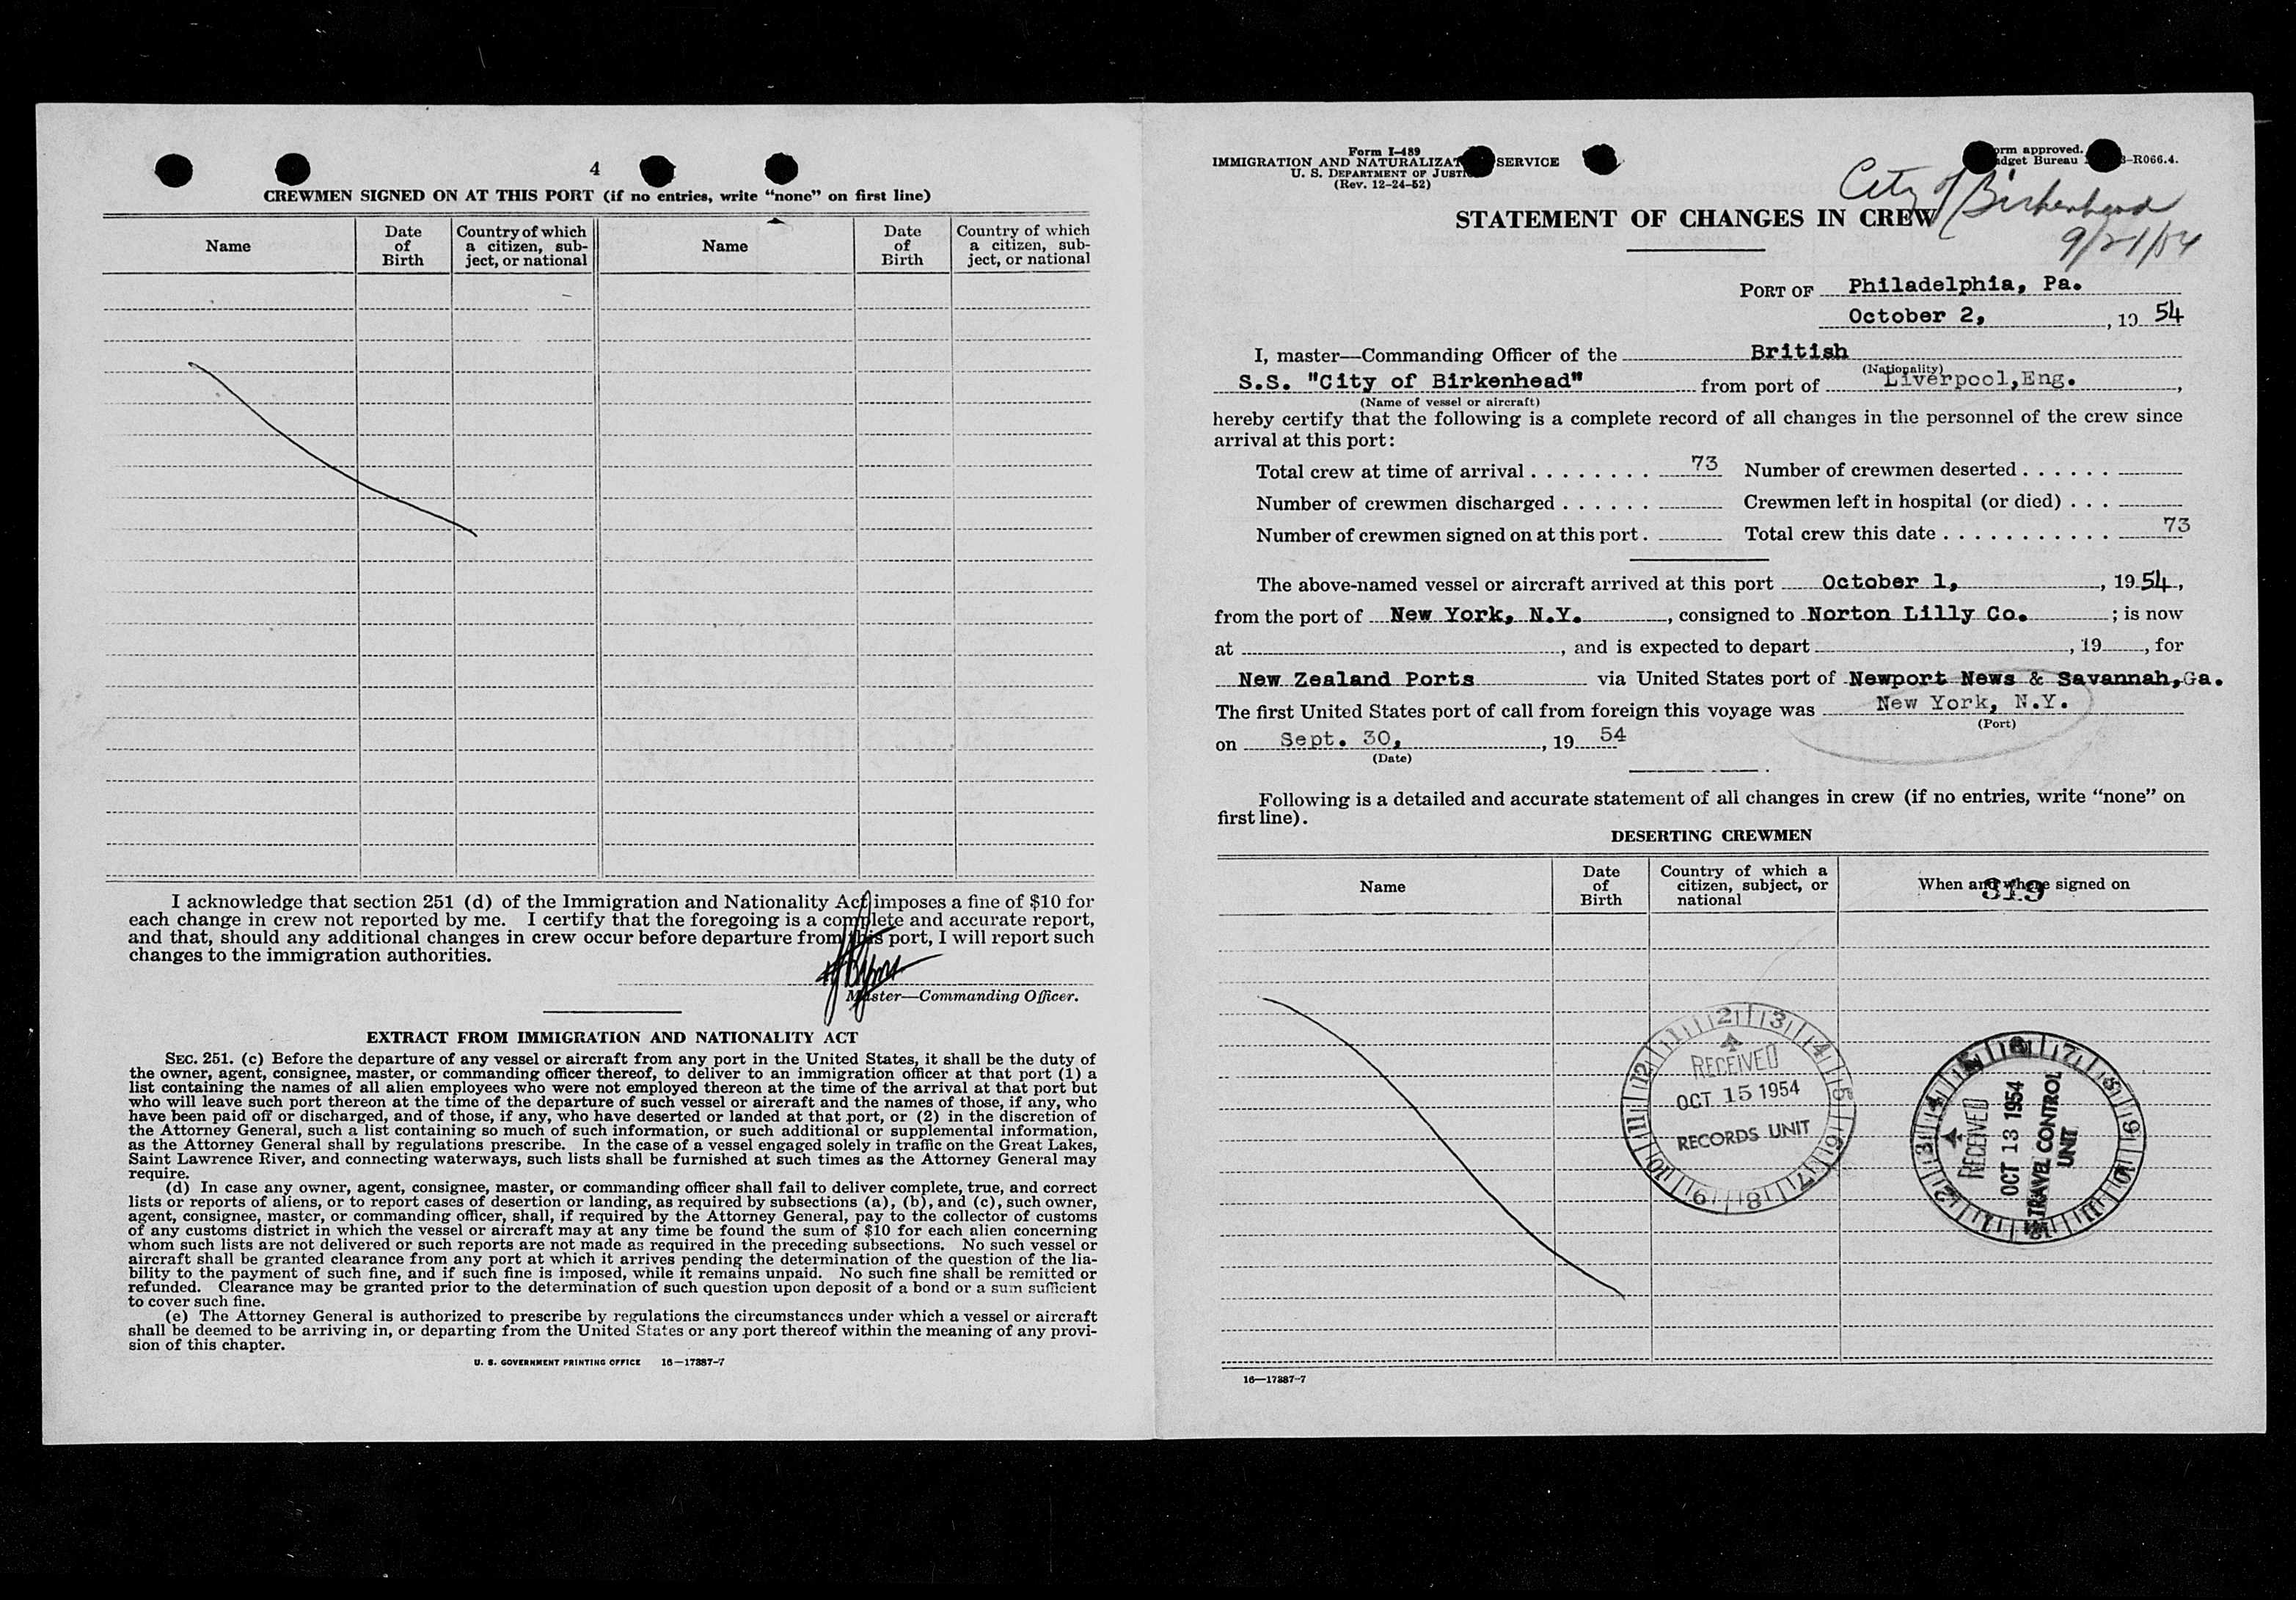 4
CREWMEN SIGNED ON AT THIS PORT (if no entries, write "none" on first line)
Name
Date of Birth
Country of which a citizen, subject, or national
Name
Date of Birth
Country of which a citizen, subject, or national
I acknowledge that section 251 (d) of the Immigration and Nationality Act imposes a fine of $10 for
each change in crew not reported by me. I certify that the foregoing is a complete and accurate report,
and that, should any additional changes in crew occur before departure from this port, I will report such
changes to the immigration authorities.
Master—Commanding Officer.
EXTRACT FROM IMMIGRATION AND NATIONALITY ACT
SEC. 251. (c) Before the departure of any vessel or aircraft from any port in the United States, it shall be the duty of
the owner, agent, consignee, master, or commanding officer thereof, to deliver to an immigration officer at that port (1) a
list containing the names of all alien employees who were not employed thereon at the time of the arrival at that port but
who will leave such port thereon at the time of the departure of such vessel or aircraft and the names of those, if any, who
have been paid off or discharged, and of those, if any, who have deserted or landed at that port, or (2) in the discretion of
the Attorney General, such a list containing so much of such information, or such additional or supplemental information,
as the Attorney General shall by regulations prescribe. In the case of a vessel engaged solely in traffic on the Great Lakes,
Saint Lawrence River, and connecting waterways, such lists shall be furnished at such times as the Attorney General may
require.
(d) In case any owner, agent, consignee, master, or commanding officer shall fail to deliver complete, true, and correct
lists or reports of aliens, or to report cases of desertion or landing, as required by subsections (a), (b), and (c), such owner,
agent, consignee, master, or commanding officer, shall, if required by the Attorney General, pay to the collector of customs
of any customs district in which the vessel or aircraft may at any time be found the sum of $10 for each alien concerning
whom such lists are not delivered or such reports are not made as required in the preceding subsections. No such vessel or
aircraft shall be granted clearance from any port at which it arrives pending the determination of the question of the lia-
bility to the payment of such fine, and if such fine is imposed, while it remains unpaid. No such fine shall be remitted or
refunded. Clearance may be granted prior to the determination of such question upon deposit of a bond or a sum sufficient
to cover such fine.
(e) The Attorney General is authorized to prescribe by regulations the circumstances under which a vessel or aircraft
shall be deemed to be arriving in, or departing from the United States or any port thereof within the meaning of any provi-
sion of this chapter.
U. S. GOVERNMENT PRINTING OFFICE 16—17387-7
Form I-489
IMMIGRATION AND NATURALIZAT SERVICE
U. S. DEPARTMENT OF JUSTI
(Rev. 12-24-52)
orm approved.
dget Bureau -R066.4.
City of Birkenhead
9/21/54
STATEMENT OF CHANGES IN CREW
PORT OF Philadelphia, Pa.
October 2, , 19 54
I, master—Commanding Officer of the British
(Nationality)
S.S. "City of Birkenhead" from port of Liverpool,Eng. ,
(Name of vessel or aircraft)
hereby certify that the following is a complete record of all changes in the personnel of the crew since
arrival at this port:
Total crew at time of arrival . . . . . . . . 73 Number of crewmen deserted . . . . . .
Number of crewmen discharged . . . . . . Crewmen left in hospital (or died) . . .
Number of crewmen signed on at this port . Total crew this date . . . . . . . . . . . 73
The above-named vessel or aircraft arrived at this port October 1, , 19 54,
from the port of New York, N.Y. , consigned to Norton Lilly Co. ; is now
at , and is expected to depart , 19 , for
New Zealand Ports via United States port of Newport News & Savannah,Ga.
The first United States port of call from foreign this voyage was New York, N.Y.
(Port)
on Sept. 30, , 19 54
(Date)
Following is a detailed and accurate statement of all changes in crew (if no entries, write "none" on
first line).
DESERTING CREWMEN
Name
Date of Birth
Country of which a citizen, subject, or national
When and where signed on
319
RECEIVED
OCT 15 1954
RECORDS UNIT
RECEIVED
OCT 13 1954
TRAVEL CONTROL
UNIT
16—17387-7